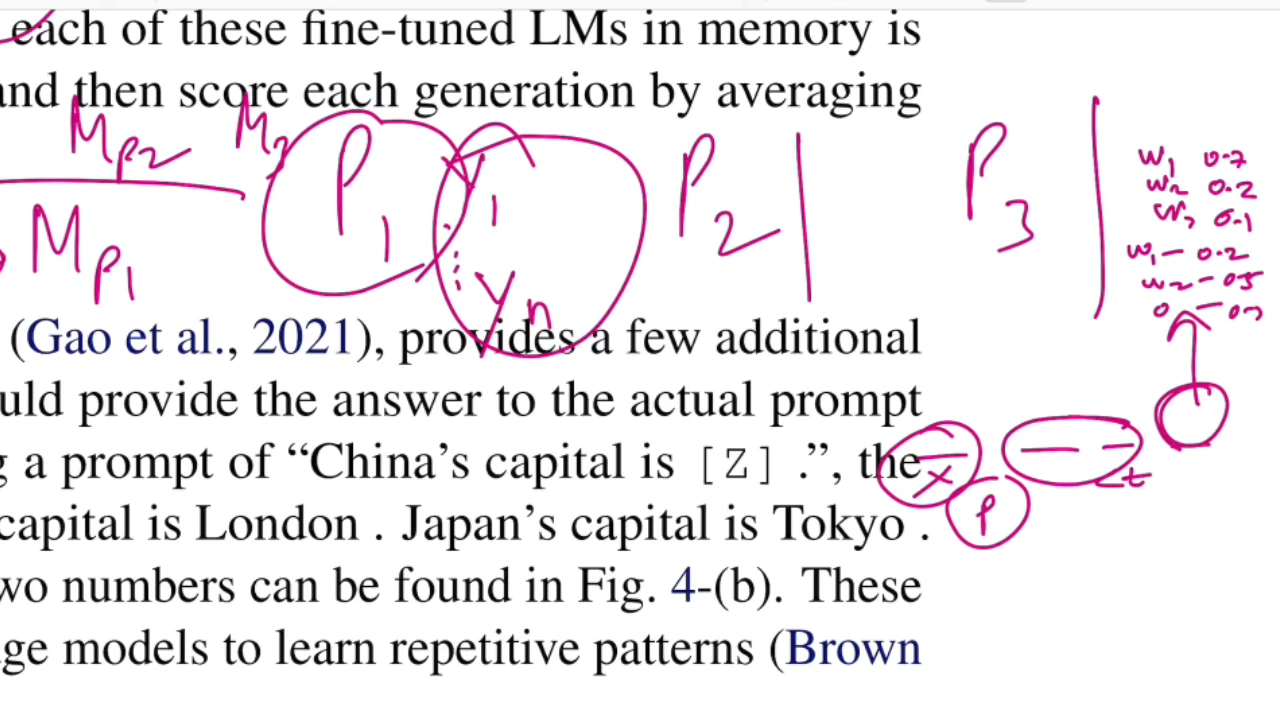 each of these fine-tuned LMs in memory is
and then score each generation by averaging
M P2 M
P1 P2 P3
M P1
y 1
yn
w1 0.7
w2 0.2
w3 0.1
w1 - 0.2
w2 - 0.5
(Gao et al., 2021), provides a few additional
uld provide the answer to the actual prompt
g a prompt of “China’s capital is [Z] .”, the
x
<t
P
capital is London . Japan’s capital is Tokyo .
wo numbers can be found in Fig. 4-(b). These
ge models to learn repetitive patterns (Brown